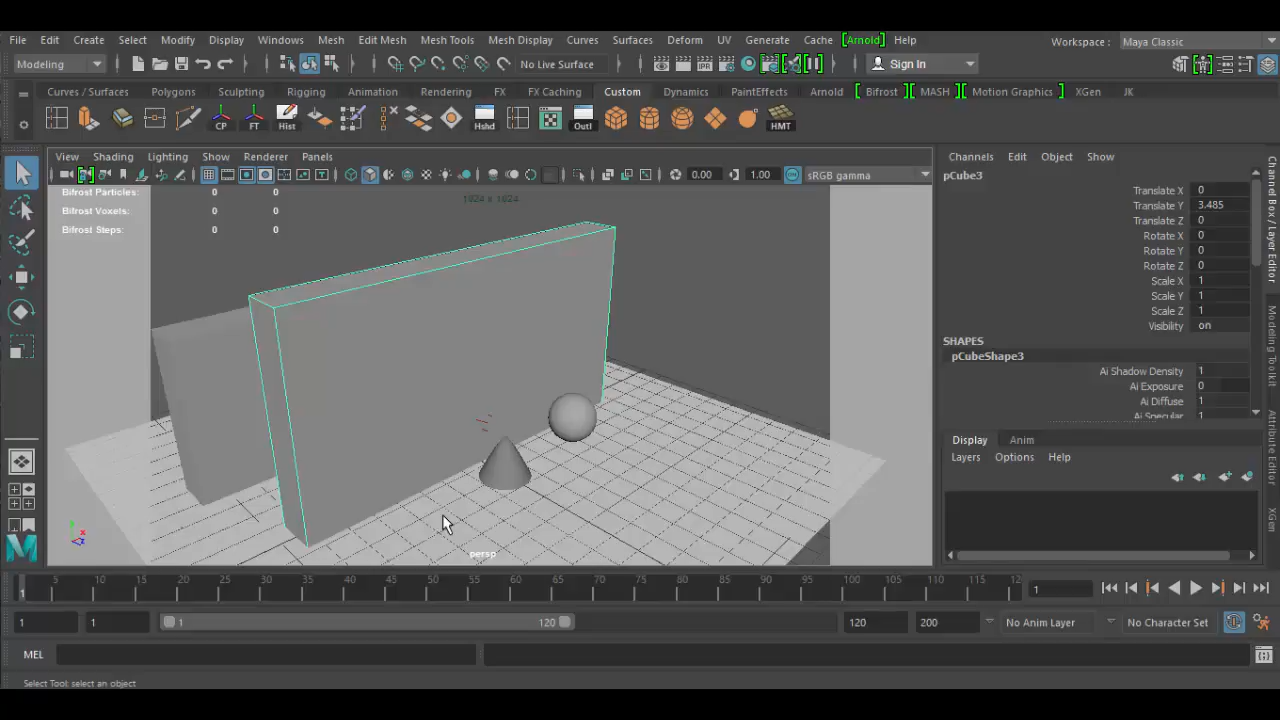 File Edit Create Select Modify Display Windows Mesh Edit Mesh Mesh Tools Mesh Display Curves Surfaces Deform UV Generate Cache [Arnold] Help Workspace : Maya Classic
Modeling No Live Surface IPR Sign In
Curves / Surfaces Polygons Sculpting Rigging Animation Rendering FX FX Caching Custom Dynamics PaintEffects Arnold [ Bifrost ] [ MASH ] [ Motion Graphics ] XGen JK
CP FT Hist Hshd Outl HMT
View Shading Lighting Show Renderer Panels
0.00 1.00 sRGB gamma
Bifrost Particles: 0 0
Bifrost Voxels: 0 0
Bifrost Steps: 0 0
1024 x 1024
persp
Channels Edit Object Show
pCube3
Translate X 0
Translate Y 3.485
Translate Z 0
Rotate X 0
Rotate Y 0
Rotate Z 0
Scale X 1
Scale Y 1
Scale Z 1
Visibility on
SHAPES
pCubeShape3
Ai Shadow Density 1
Ai Exposure 0
Ai Diffuse 1
Ai Specular 1
Display Anim
Layers Options Help
Channel Box / Layer Editor
Modeling Toolkit
Attribute Editor
XGen
1 5 10 15 20 25 30 35 40 45 50 55 60 65 70 75 80 85 90 95 100 105 110 115 12 1
1 1 1 120 120 200 No Anim Layer No Character Set
MEL
Select Tool: select an object